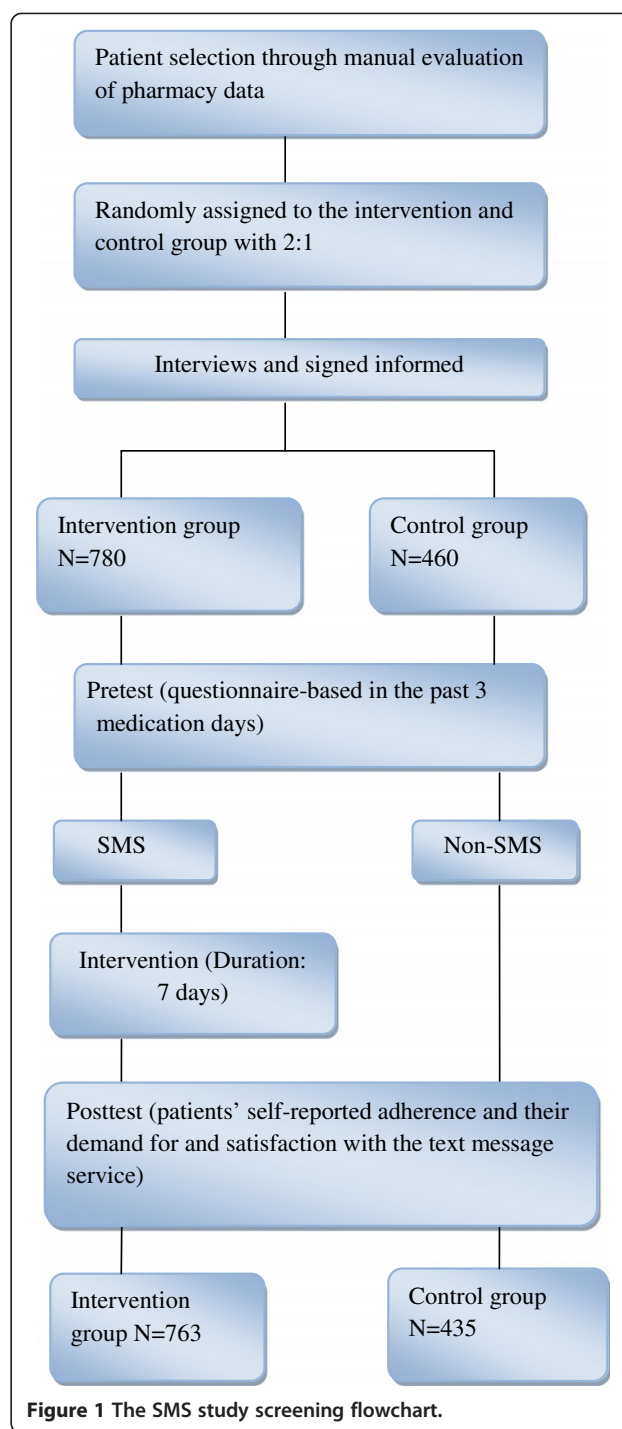 Patient selection through manual evaluation
of pharmacy data
Randomly assigned to the intervention and
control group with 2:1
Interviews and signed informed
Intervention group
N=780
Control group
N=460
Pretest (questionnaire-based in the past 3
medication days)
SMS
Non-SMS
Intervention (Duration:
7 days)
Posttest (patients’ self-reported adherence and their
demand for and satisfaction with the text message
service)
Intervention
group N=763
Control group
N=435
Figure 1 The SMS study screening flowchart.